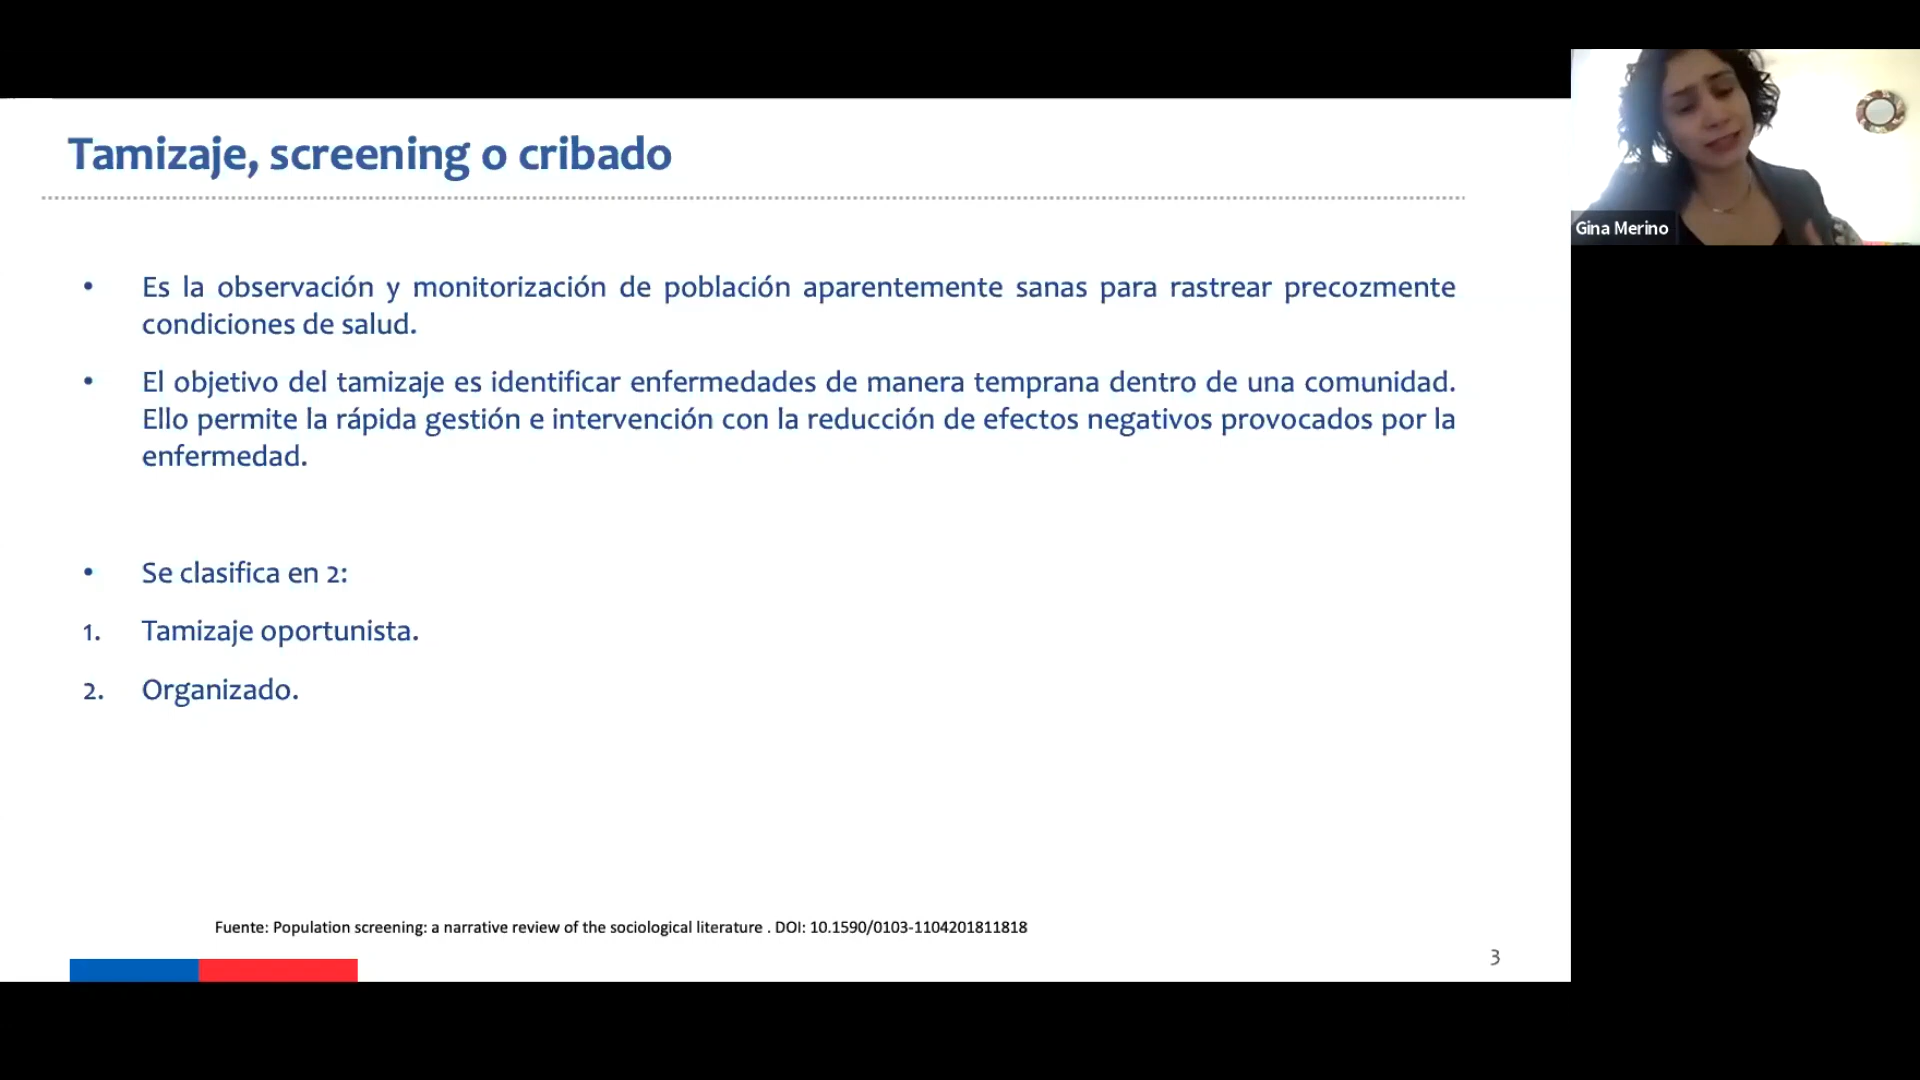 Tamizaje, screening o cribado
Gina Merino
• Es la observación y monitorización de población aparentemente sanas para rastrear precozmente
condiciones de salud.
• El objetivo del tamizaje es identificar enfermedades de manera temprana dentro de una comunidad.
Ello permite la rápida gestión e intervención con la reducción de efectos negativos provocados por la
enfermedad.
• Se clasifica en 2:
1. Tamizaje oportunista.
2. Organizado.
Fuente: Population screening: a narrative review of the sociological literature . DOI: 10.1590/0103-1104201811818
3